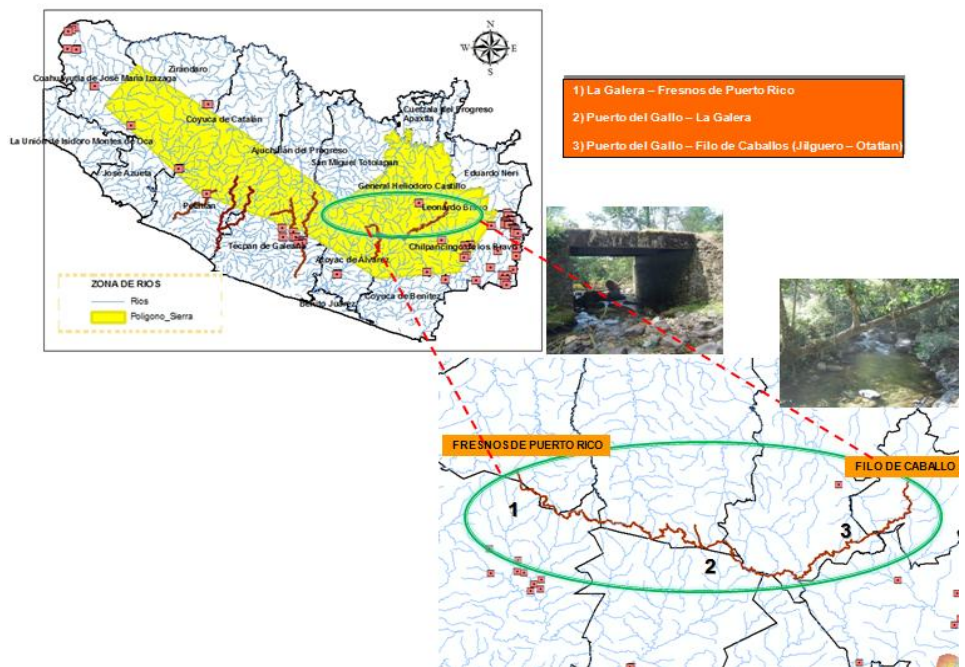 N
W E
S
Zirándaro
Coahuayutla de José María Izazaga
Cuetzala del Progreso
Apaxtla
Coyuca de Catalán
La Unión de Isidoro Montes de Oca
Ajuchitlán del Progreso
San Miguel Totolapan
Eduardo Neri
José Azueta
General Heliodoro Castillo
Petatlán
Leonardo Bravo
Tecpan de Galeana
Chilpancingo de los Bravo
Atoyac de Álvarez
Coyuca de Benítez
Benito Juárez
ZONA DE RIOS
Rios
Poligono_Sierra
1) La Galera – Fresnos de Puerto Rico
2) Puerto del Gallo – La Galera
3) Puerto del Gallo – Filo de Caballos (Jilguero – Otatlan)
FRESNOS DE PUERTO RICO
FILO DE CABALLO
1
2
3